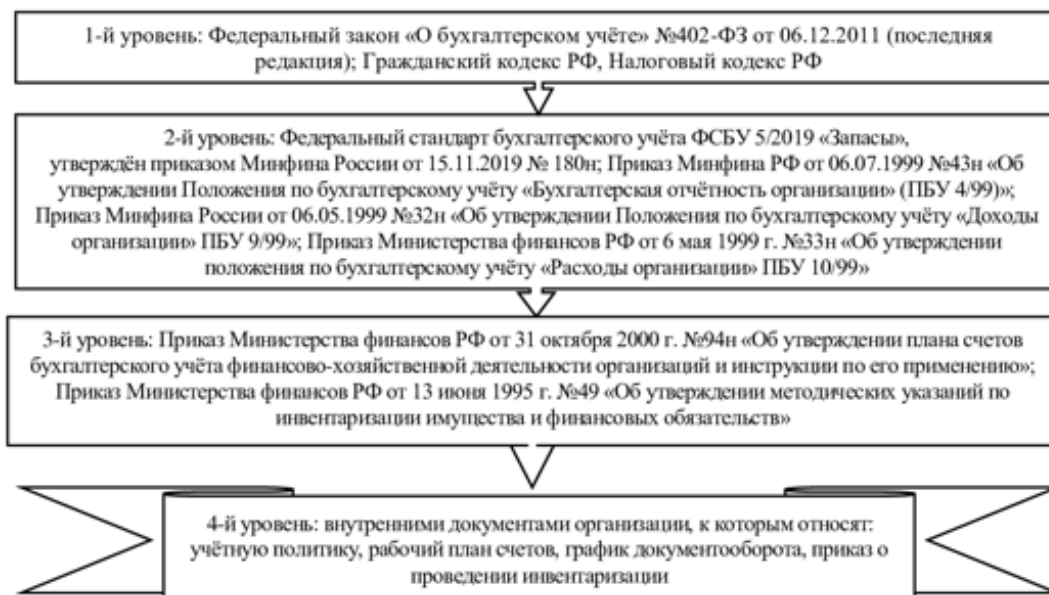 1-й уровень: Федеральный закон «О бухгалтерском учёте» №402-ФЗ от 06.12.2011 (последняя
редакция); Гражданский кодекс РФ, Налоговый кодекс РФ
2-й уровень: Федеральный стандарт бухгалтерского учёта ФСБУ 5/2019 «Запасы»,
утверждён приказом Минфина России от 15.11.2019 № 180н; Приказ Минфина РФ от 06.07.1999 №43н «Об
утверждении Положения по бухгалтерскому учёту «Бухгалтерская отчётность организации» (ПБУ 4/99)»;
Приказ Минфина России от 06.05.1999 №32н «Об утверждении Положения по бухгалтерскому учёту «Доходы
организации» ПБУ 9/99»; Приказ Министерства финансов РФ от 6 мая 1999 г. №33н «Об утверждении
положения по бухгалтерскому учёту «Расходы организации» ПБУ 10/99»
3-й уровень: Приказ Министерства финансов РФ от 31 октября 2000 г. №94н «Об утверждении плана счетов
бухгалтерского учёта финансово-хозяйственной деятельности организаций и инструкции по его применению»;
Приказ Министерства финансов РФ от 13 июня 1995 г. №49 «Об утверждении методических указаний по
инвентаризации имущества и финансовых обязательств»
4-й уровень: внутренними документами организации, к которым относят:
учётную политику, рабочий план счетов, график документооборота, приказ о
проведении инвентаризации